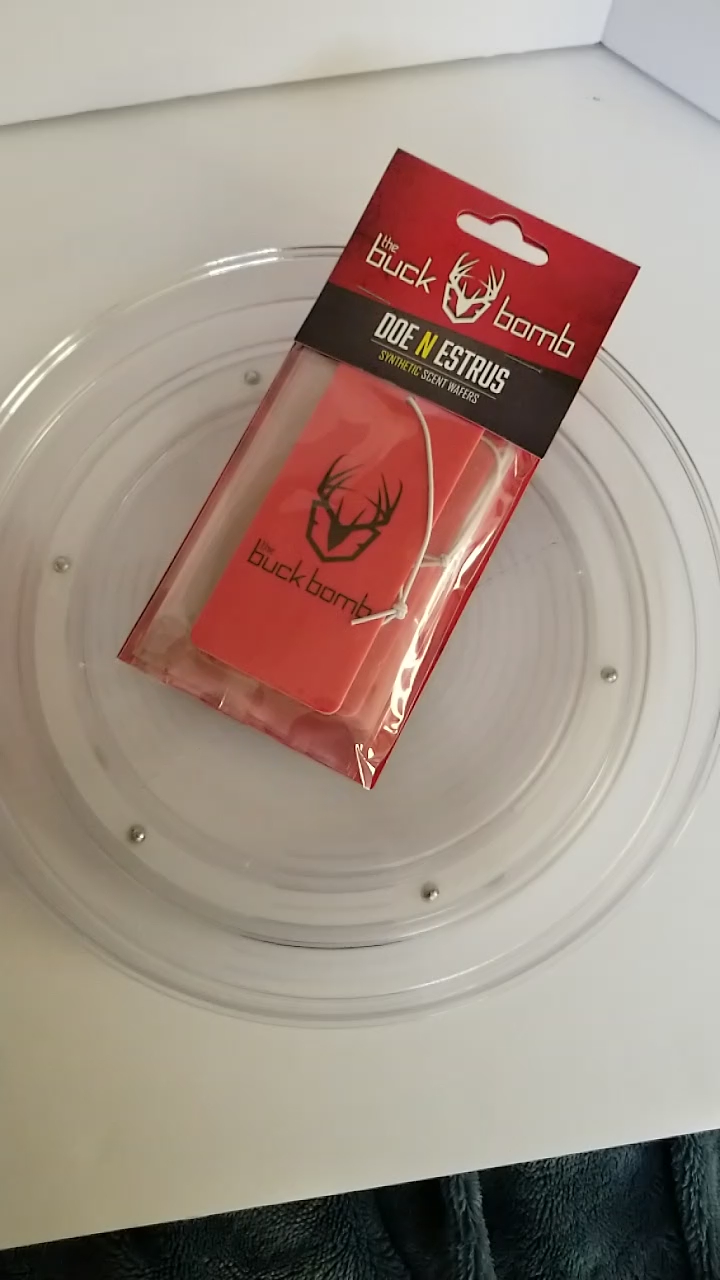 the
buck bomb
DOE N ESTRUS
SYNTHETIC SCENT WAFERS
the
buck bomb